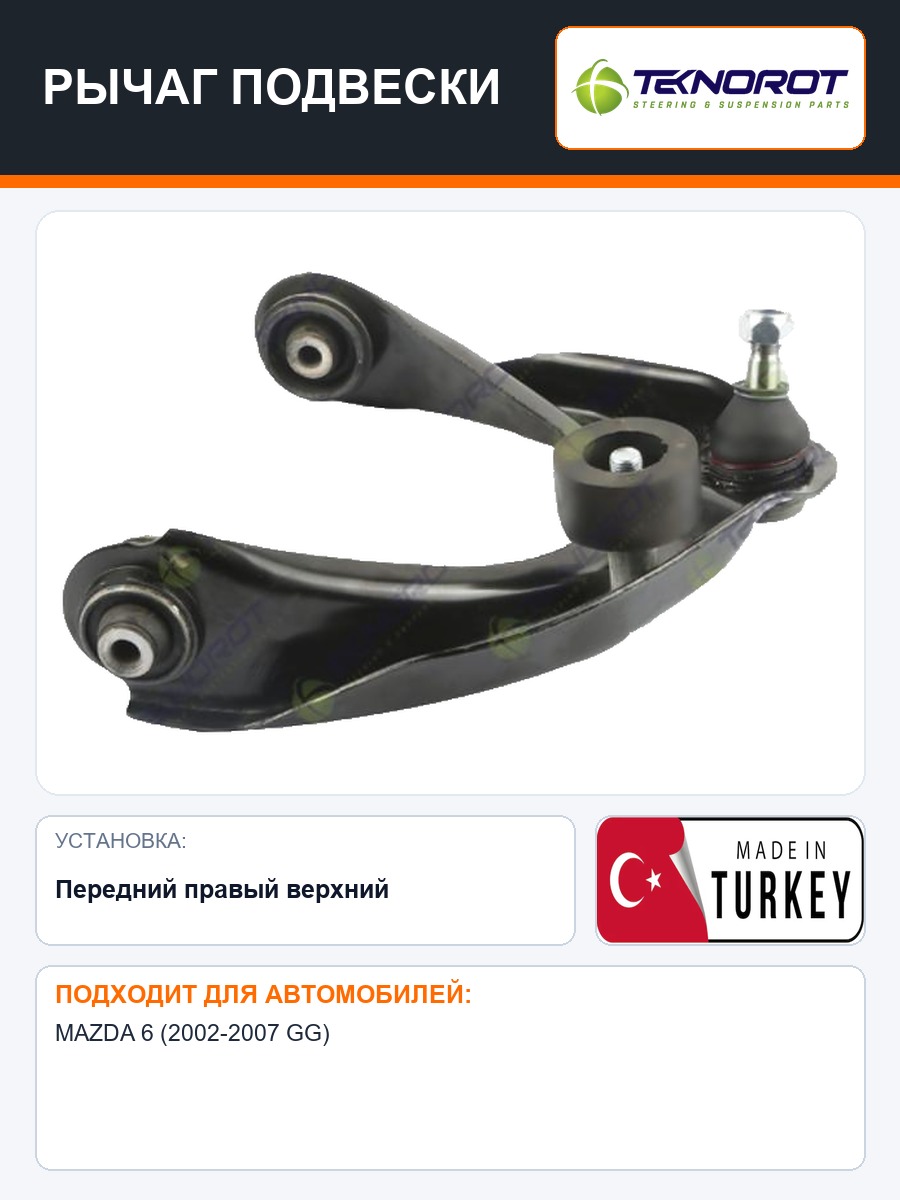 РЫЧАГ ПОДВЕСКИ
TEKNOROT
STEERING & SUSPENSION PARTS
УСТАНОВКА:
Передний правый верхний
MADE IN
TURKEY
ПОДХОДИТ ДЛЯ АВТОМОБИЛЕЙ:
MAZDA 6 (2002-2007 GG)